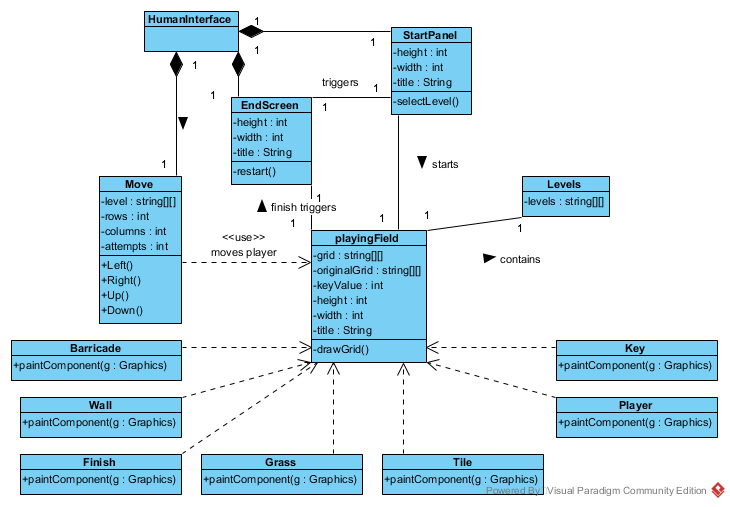 HumanInterface
1
1
1
1
StartPanel
-height : int
-width : int
-title : String
-selectLevel()
triggers
1
1
1
EndScreen
-height : int
-width : int
-title : String
-restart()
starts
1
Move
-level : string[][]
-rows : int
-columns : int
-attempts : int
+Left()
+Right()
+Up()
+Down()
1
finish triggers
1
1
1
1
Levels
-levels : string[][]
<<use>>
moves player
contains
playingField
-grid : string[][]
-originalGrid : string[][]
-keyValue : int
-height : int
-width : int
-title : String
-drawGrid()
Barricade
+paintComponent(g : Graphics)
Key
+paintComponent(g : Graphics)
Wall
+paintComponent(g : Graphics)
Player
+paintComponent(g : Graphics)
Finish
+paintComponent(g : Graphics)
Grass
+paintComponent(g : Graphics)
Tile
+paintComponent(g : Graphics)
Powered By: Visual Paradigm Community Edition